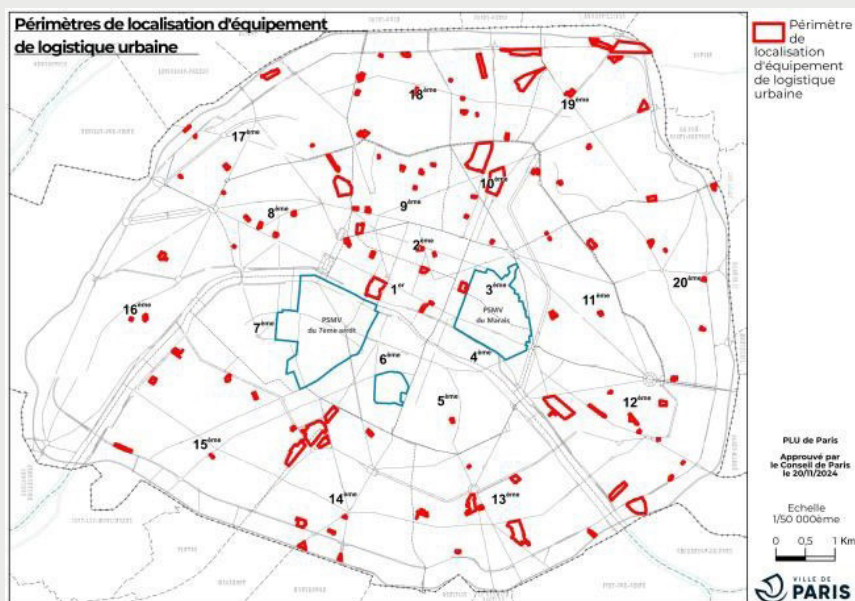 Périmètres de localisation d'équipement
de logistique urbaine
Périmètre
de
localisation
d'équipement
de logistique
urbaine
18ème
19ème
17ème
10ème
8ème
9ème
2ème
1er
3ème
PSMV
du Marais
11ème
20ème
16ème
7ème
PSMV
du 7ème arrdt
4ème
6ème
5ème
12ème
15ème
14ème
13ème
PLU de Paris
Approuvé par
le Conseil de Paris
le 20/11/2024
Echelle
1/50 000ème
0 0,5 1 Km
VILLE DE
PARIS